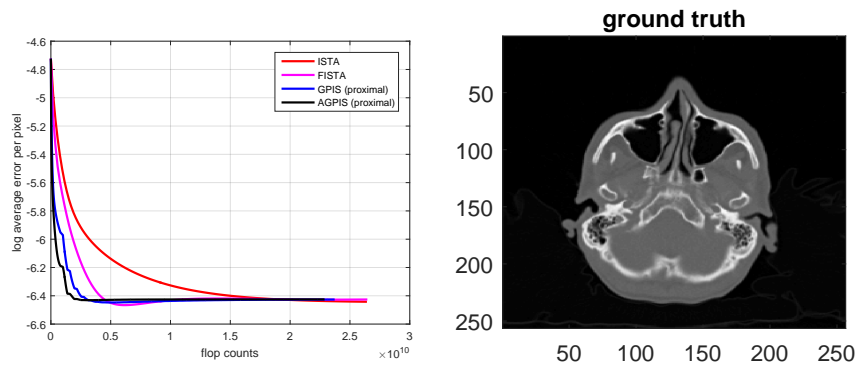 -4.6
-4.8
-5
-5.2
-5.4
-5.6
-5.8
-6
-6.2
-6.4
-6.6
log average error per pixel
0 0.5 1 1.5 2 2.5 3
flop counts
×10^10
ISTA
FISTA
GPIS (proximal)
AGPIS (proximal)
ground truth
50
100
150
200
250
50 100 150 200 250